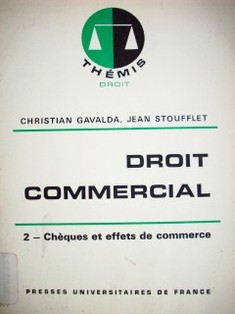 THÉMIS
DROIT
CHRISTIAN GAVALDA, JEAN STOUFFLET
DROIT
COMMERCIAL
2 – Chèques et effets de commerce
PRESSES UNIVERSITAIRES DE FRANCE